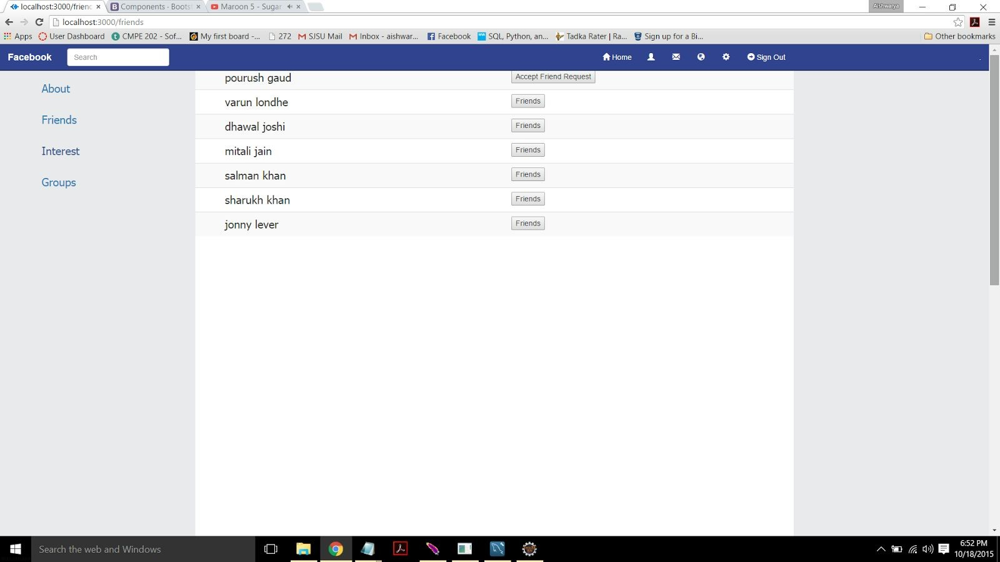 localhost:3000/frienc
Components · Boots
Maroon 5 - Sugar
Aishwarya
localhost:3000/friends
Apps
User Dashboard
CMPE 202 - Sof...
My first board -...
272
SJSU Mail
Inbox - aishwar...
Facebook
SQL, Python, an...
Tadka Rater | Ra...
Sign up for a Bi...
Other bookmarks
Facebook
Search
Home
Sign Out
About
Friends
Interest
Groups
pourush gaud
Accept Friend Request
varun londhe
Friends
dhawal joshi
Friends
mitali jain
Friends
salman khan
Friends
sharukh khan
Friends
jonny lever
Friends
Search the web and Windows
6:52 PM
10/18/2015